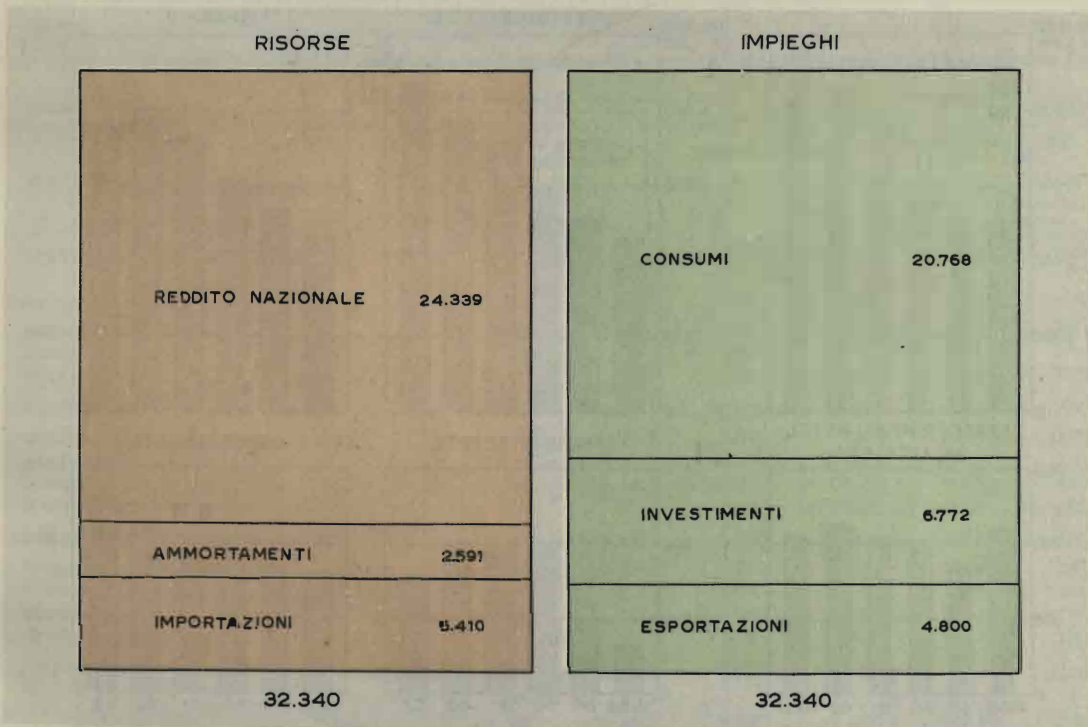 RISORSE
REDDITO NAZIONALE 24.339
AMMORTAMENTI 2.591
IMPORTAZIONI 5.410
32.340
IMPIEGHI
CONSUMI 20.768
INVESTIMENTI 6.772
ESPORTAZIONI 4.800
32.340